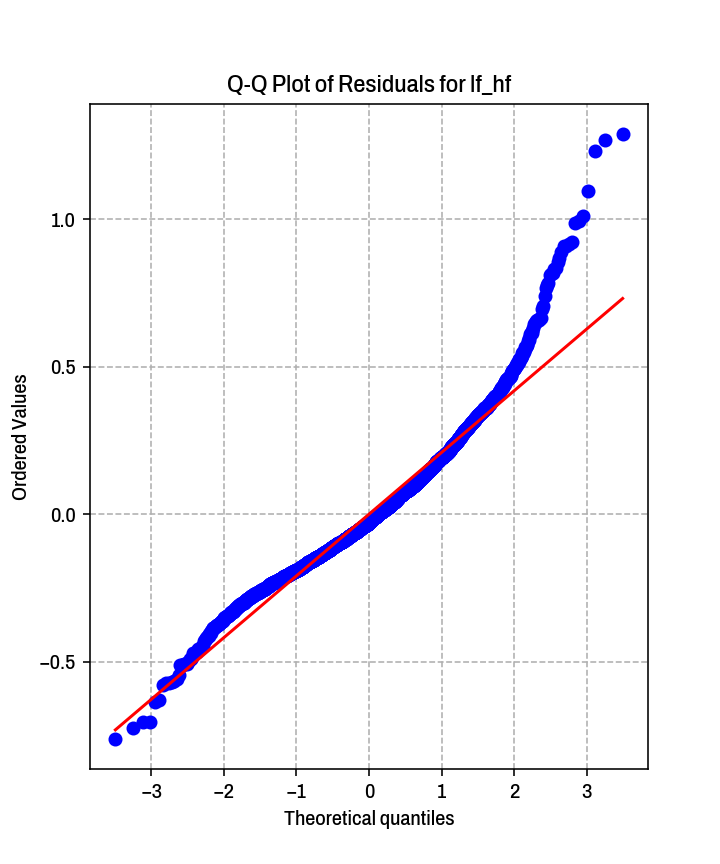 Q-Q Plot of Residuals for lf_hf
Ordered Values
1.0
0.5
0.0
−0.5
−3 −2 −1 0 1 2 3
Theoretical quantiles